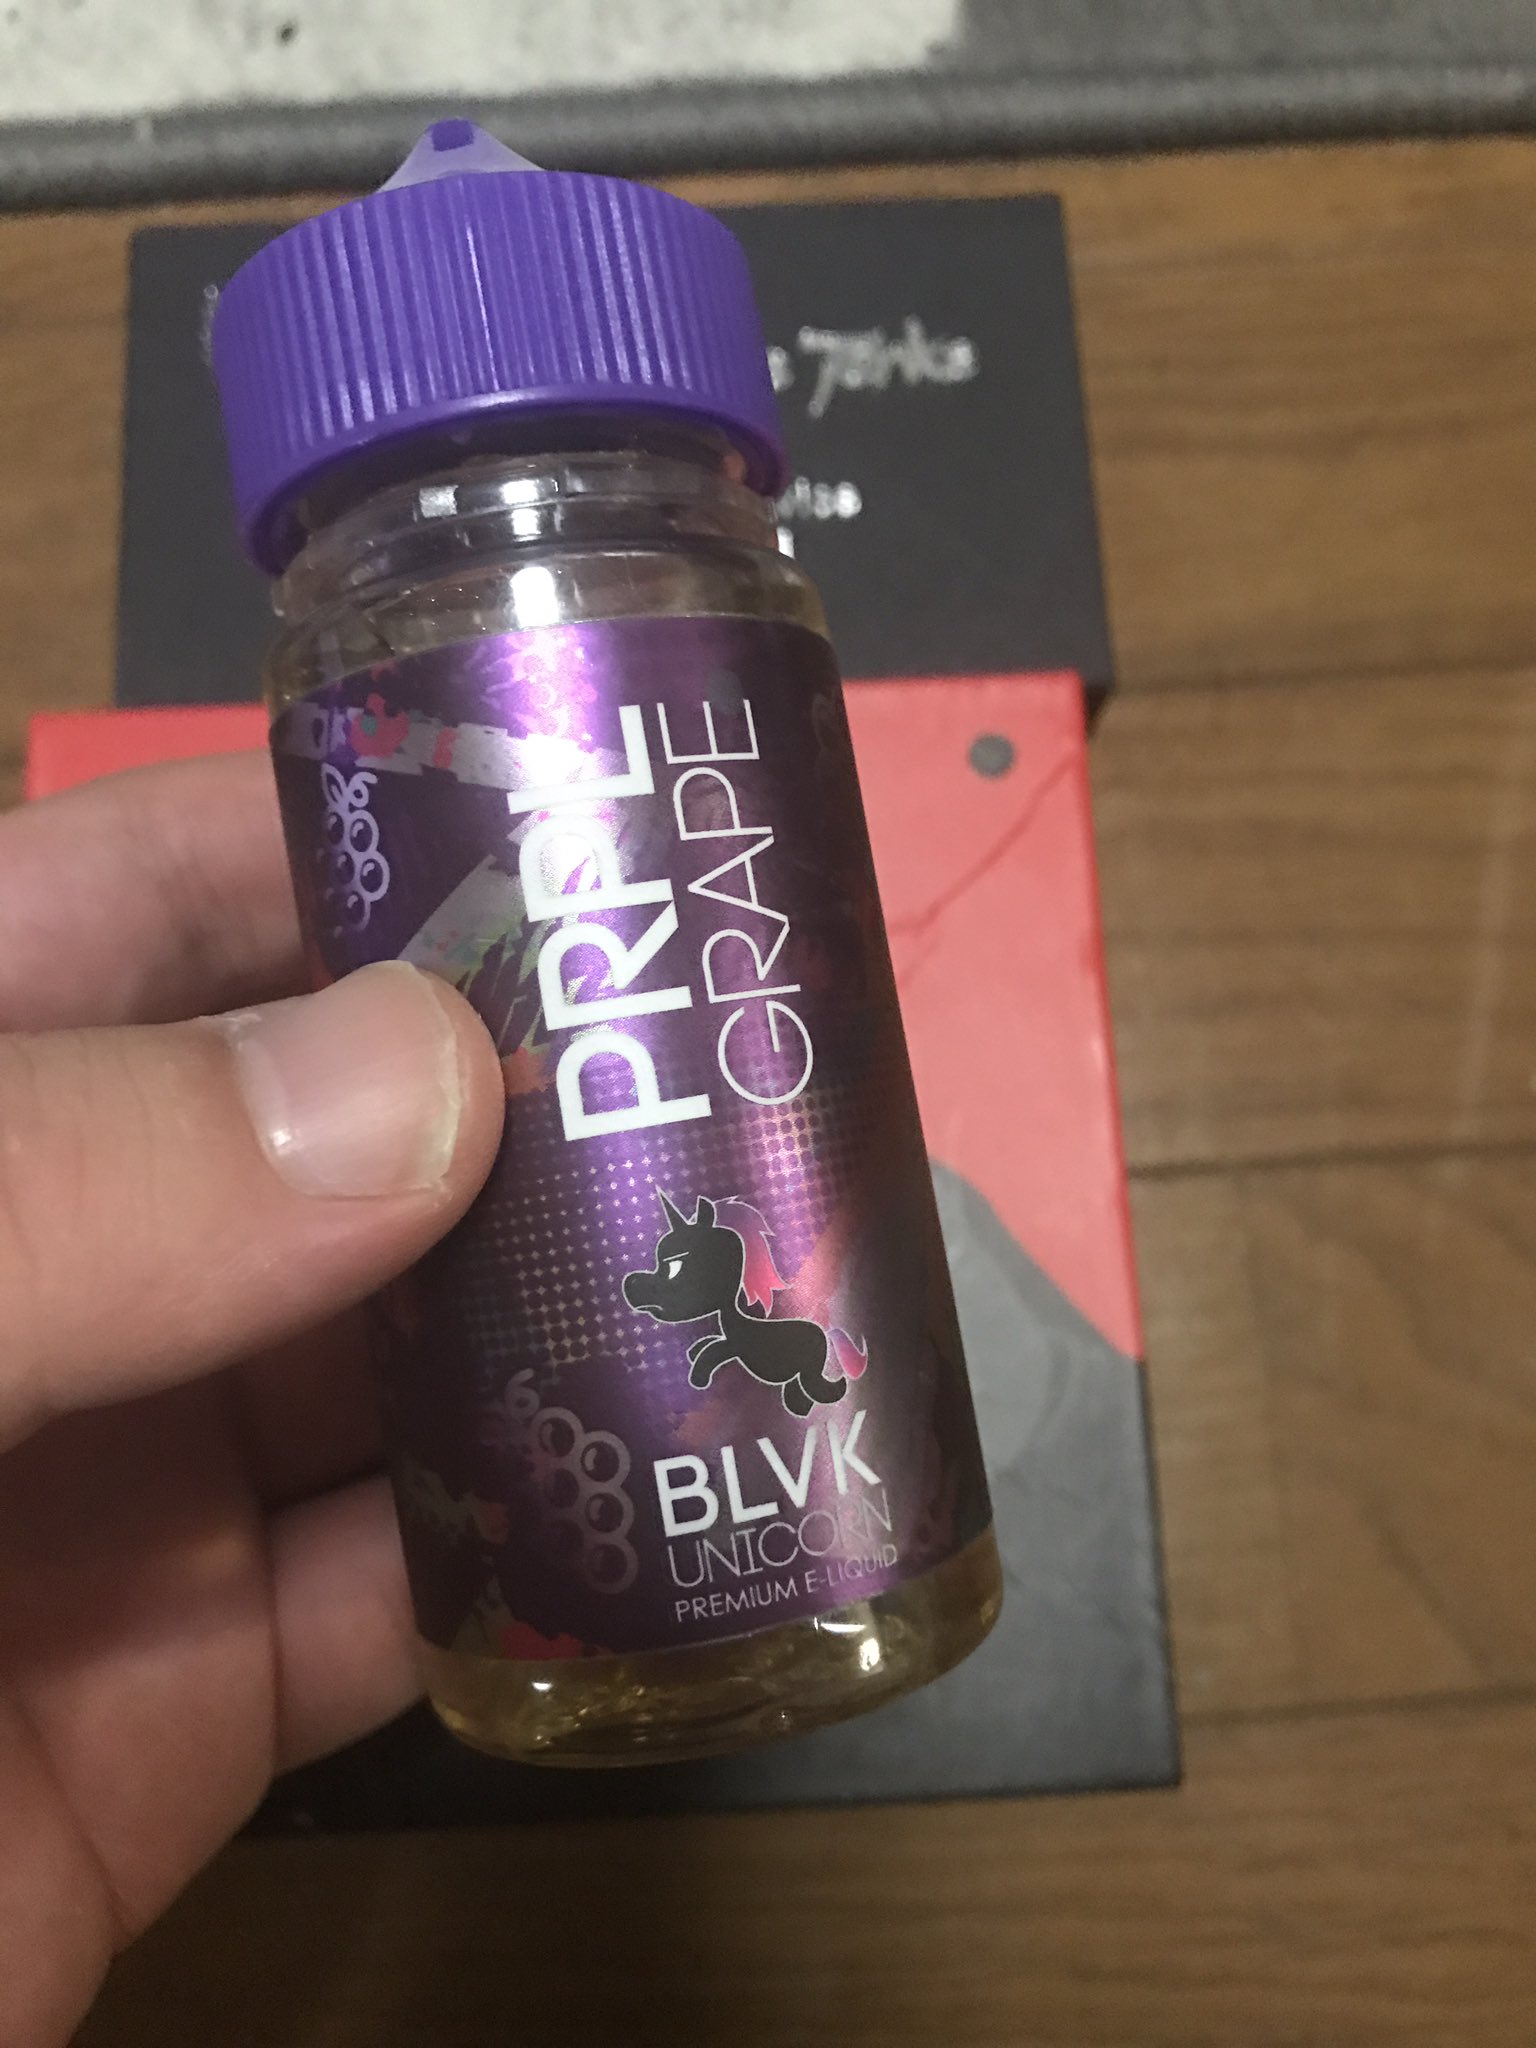 PRPL
GRAPE
BLVK
UNICORN
PREMIUM E-LIQUID